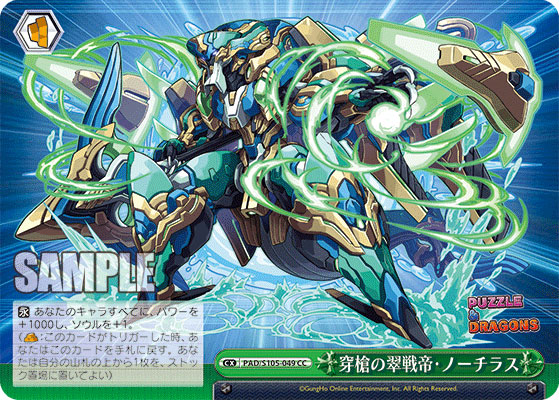 SAMPLE
永 あなたのキャラすべてに、パワーを
+1000し、ソウルを+1。
（：このカードがトリガーした時、あ
なたはこのカードを手札に戻す。あな
たは自分の山札の上から1枚を、ストッ
ク置場に置いてよい）
PUZZLE
&
DRAGONS
CX PAD/S105-049 CC 穿槍の翠戦帝・ノーチラス
©GungHo Online Entertainment, Inc. All Rights Reserved.